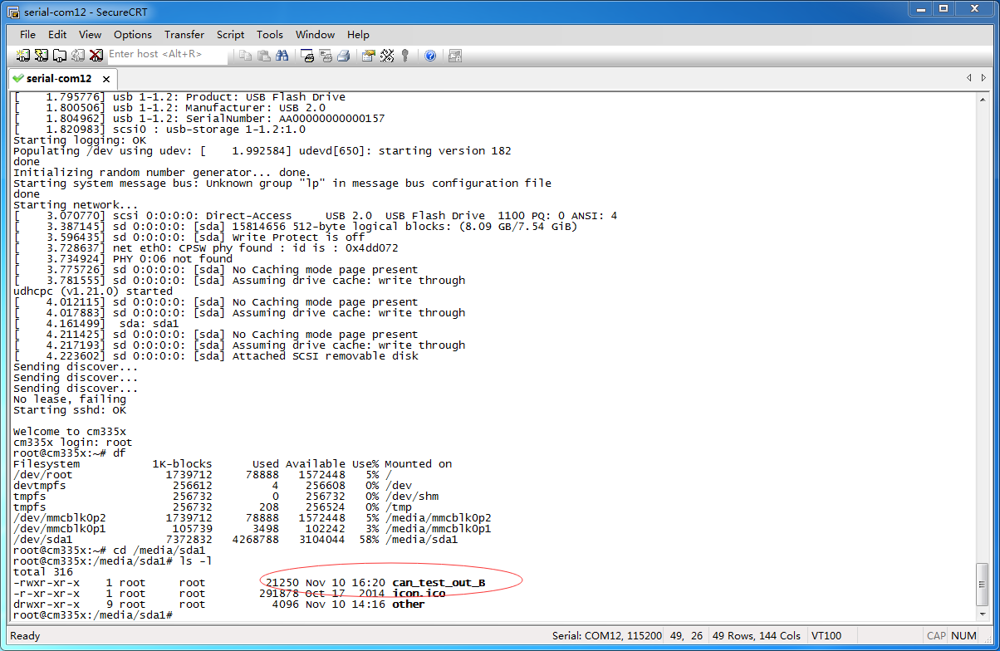 serial-com12 - SecureCRT
File Edit View Options Transfer Script Tools Window Help
Enter host <Alt+R>
serial-com12
[    1.795776] usb 1-1.2: Product: USB Flash Drive
[    1.800506] usb 1-1.2: Manufacturer: USB 2.0
[    1.804962] usb 1-1.2: SerialNumber: AA00000000000157
[    1.820983] scsi0 : usb-storage 1-1.2:1.0
Starting logging: OK
Populating /dev using udev: [    1.992584] udevd[650]: starting version 182
done
Initializing random number generator... done.
Starting system message bus: Unknown group "lp" in message bus configuration file
done
Starting network...
[    3.070770] scsi 0:0:0:0: Direct-Access     USB 2.0  USB Flash Drive  1100 PQ: 0 ANSI: 4
[    3.387145] sd 0:0:0:0: [sda] 15814656 512-byte logical blocks: (8.09 GB/7.54 GiB)
[    3.596435] sd 0:0:0:0: [sda] Write Protect is off
[    3.728637] net eth0: CPSW phy found : id is : 0x4dd072
[    3.734924] PHY 0:06 not found
[    3.775726] sd 0:0:0:0: [sda] No Caching mode page present
[    3.781555] sd 0:0:0:0: [sda] Assuming drive cache: write through
udhcpc (v1.21.0) started
[    4.012115] sd 0:0:0:0: [sda] No Caching mode page present
[    4.017883] sd 0:0:0:0: [sda] Assuming drive cache: write through
[    4.161499]  sda: sda1
[    4.211425] sd 0:0:0:0: [sda] No Caching mode page present
[    4.217193] sd 0:0:0:0: [sda] Assuming drive cache: write through
[    4.223602] sd 0:0:0:0: [sda] Attached SCSI removable disk
Sending discover...
Sending discover...
Sending discover...
No lease, failing
Starting sshd: OK
Welcome to cm335x
cm335x login: root
root@cm335x:~# df
Filesystem           1K-blocks      Used Available Use% Mounted on
/dev/root              1739712     78888   1572448   5% /
devtmpfs                256612         4    256608   0% /dev
tmpfs                   256732         0    256732   0% /dev/shm
tmpfs                   256732       208    256524   0% /tmp
/dev/mmcblk0p2         1739712     78888   1572448   5% /media/mmcblk0p2
/dev/mmcblk0p1          105739      3498    102242   3% /media/mmcblk0p1
/dev/sda1              7372832   4268788   3104044  58% /media/sda1
root@cm335x:~# cd /media/sda1
root@cm335x:/media/sda1# ls -l
total 316
-rwxr-xr-x    1 root     root         21250 Nov 10 16:20 can_test_out_B
-r-xr-xr-x    1 root     root        291878 Oct 17  2014 icon.ico
drwxr-xr-x    9 root     root          4096 Nov 10 14:16 other
root@cm335x:/media/sda1#
Ready Serial: COM12, 115200 49, 26 49 Rows, 144 Cols VT100 CAP NUM